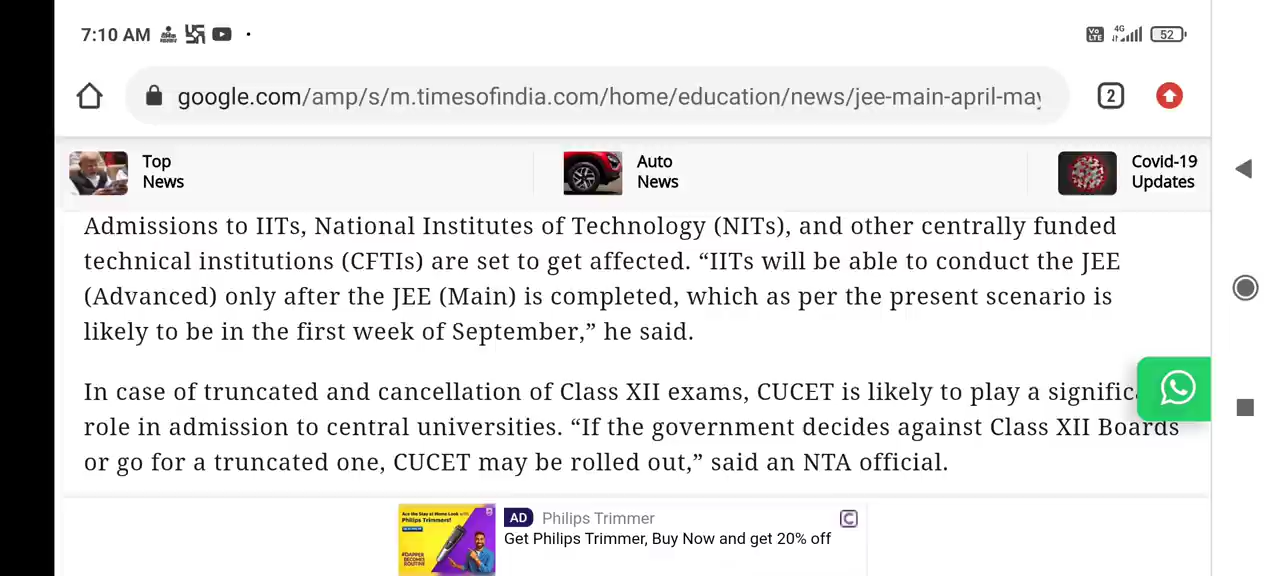 7:10 AM
4G
52
google.com/amp/s/m.timesofindia.com/home/education/news/jee-main-april-may
2
Top
News
Auto
News
Covid-19
Updates
Admissions to IITs, National Institutes of Technology (NITs), and other centrally funded
technical institutions (CFTIs) are set to get affected. “IITs will be able to conduct the JEE
(Advanced) only after the JEE (Main) is completed, which as per the present scenario is
likely to be in the first week of September,” he said.
In case of truncated and cancellation of Class XII exams, CUCET is likely to play a significa
role in admission to central universities. “If the government decides against Class XII Boards
or go for a truncated one, CUCET may be rolled out,” said an NTA official.
Philips Trimmers!
AD Philips Trimmer
Get Philips Trimmer, Buy Now and get 20% off
#DAPPER
BECOMES
ROUTINE